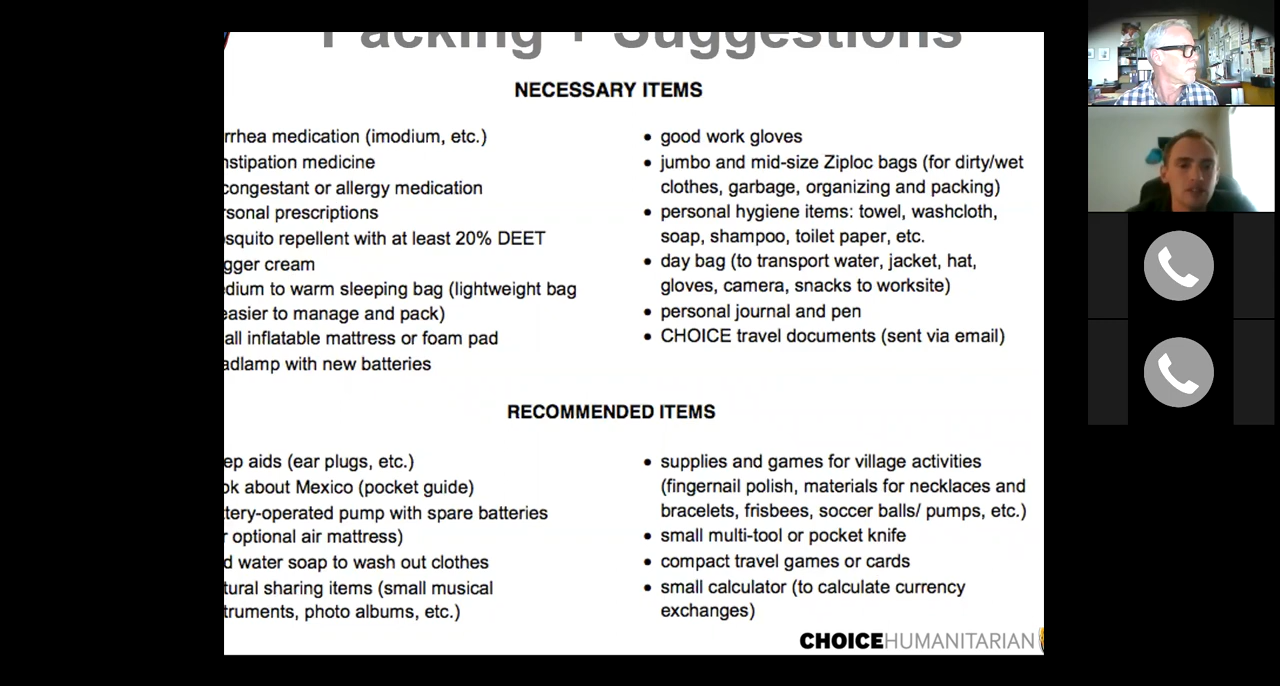 Packing + Suggestions
NECESSARY ITEMS
rrhea medication (imodium, etc.)
nstipation medicine
congestant or allergy medication
rsonal prescriptions
osquito repellent with at least 20% DEET
gger cream
edium to warm sleeping bag (lightweight bag
easier to manage and pack)
all inflatable mattress or foam pad
adlamp with new batteries
• good work gloves
• jumbo and mid-size Ziploc bags (for dirty/wet
clothes, garbage, organizing and packing)
• personal hygiene items: towel, washcloth,
soap, shampoo, toilet paper, etc.
• day bag (to transport water, jacket, hat,
gloves, camera, snacks to worksite)
• personal journal and pen
• CHOICE travel documents (sent via email)
RECOMMENDED ITEMS
ep aids (ear plugs, etc.)
ok about Mexico (pocket guide)
ttery-operated pump with spare batteries
r optional air mattress)
d water soap to wash out clothes
tural sharing items (small musical
truments, photo albums, etc.)
• supplies and games for village activities
(fingernail polish, materials for necklaces and
bracelets, frisbees, soccer balls/ pumps, etc.)
• small multi-tool or pocket knife
• compact travel games or cards
• small calculator (to calculate currency
exchanges)
CHOICEHUMANITARIAN